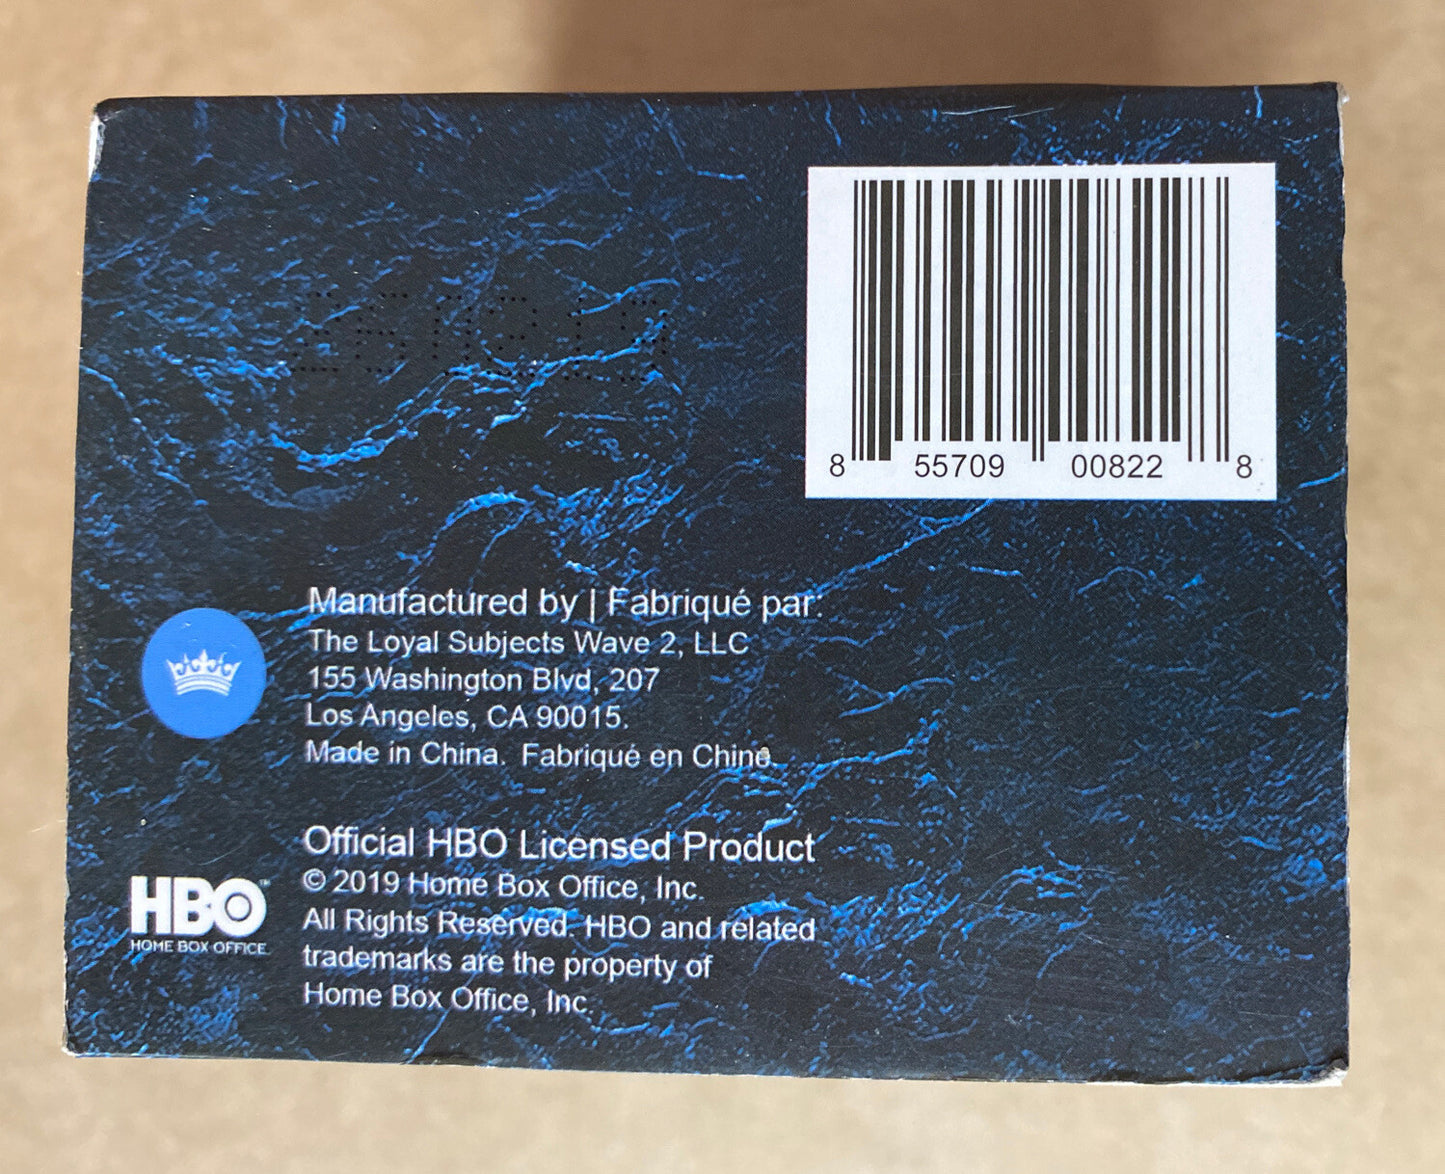 8 55709 00822 8
Manufactured by | Fabriqué par:
The Loyal Subjects Wave 2, LLC
155 Washington Blvd, 207
Los Angeles, CA 90015.
Made in China. Fabriqué en Chine.
Official HBO Licensed Product
© 2019 Home Box Office, Inc.
All Rights Reserved. HBO and related
trademarks are the property of
Home Box Office, Inc.
HBO™
HOME BOX OFFICE